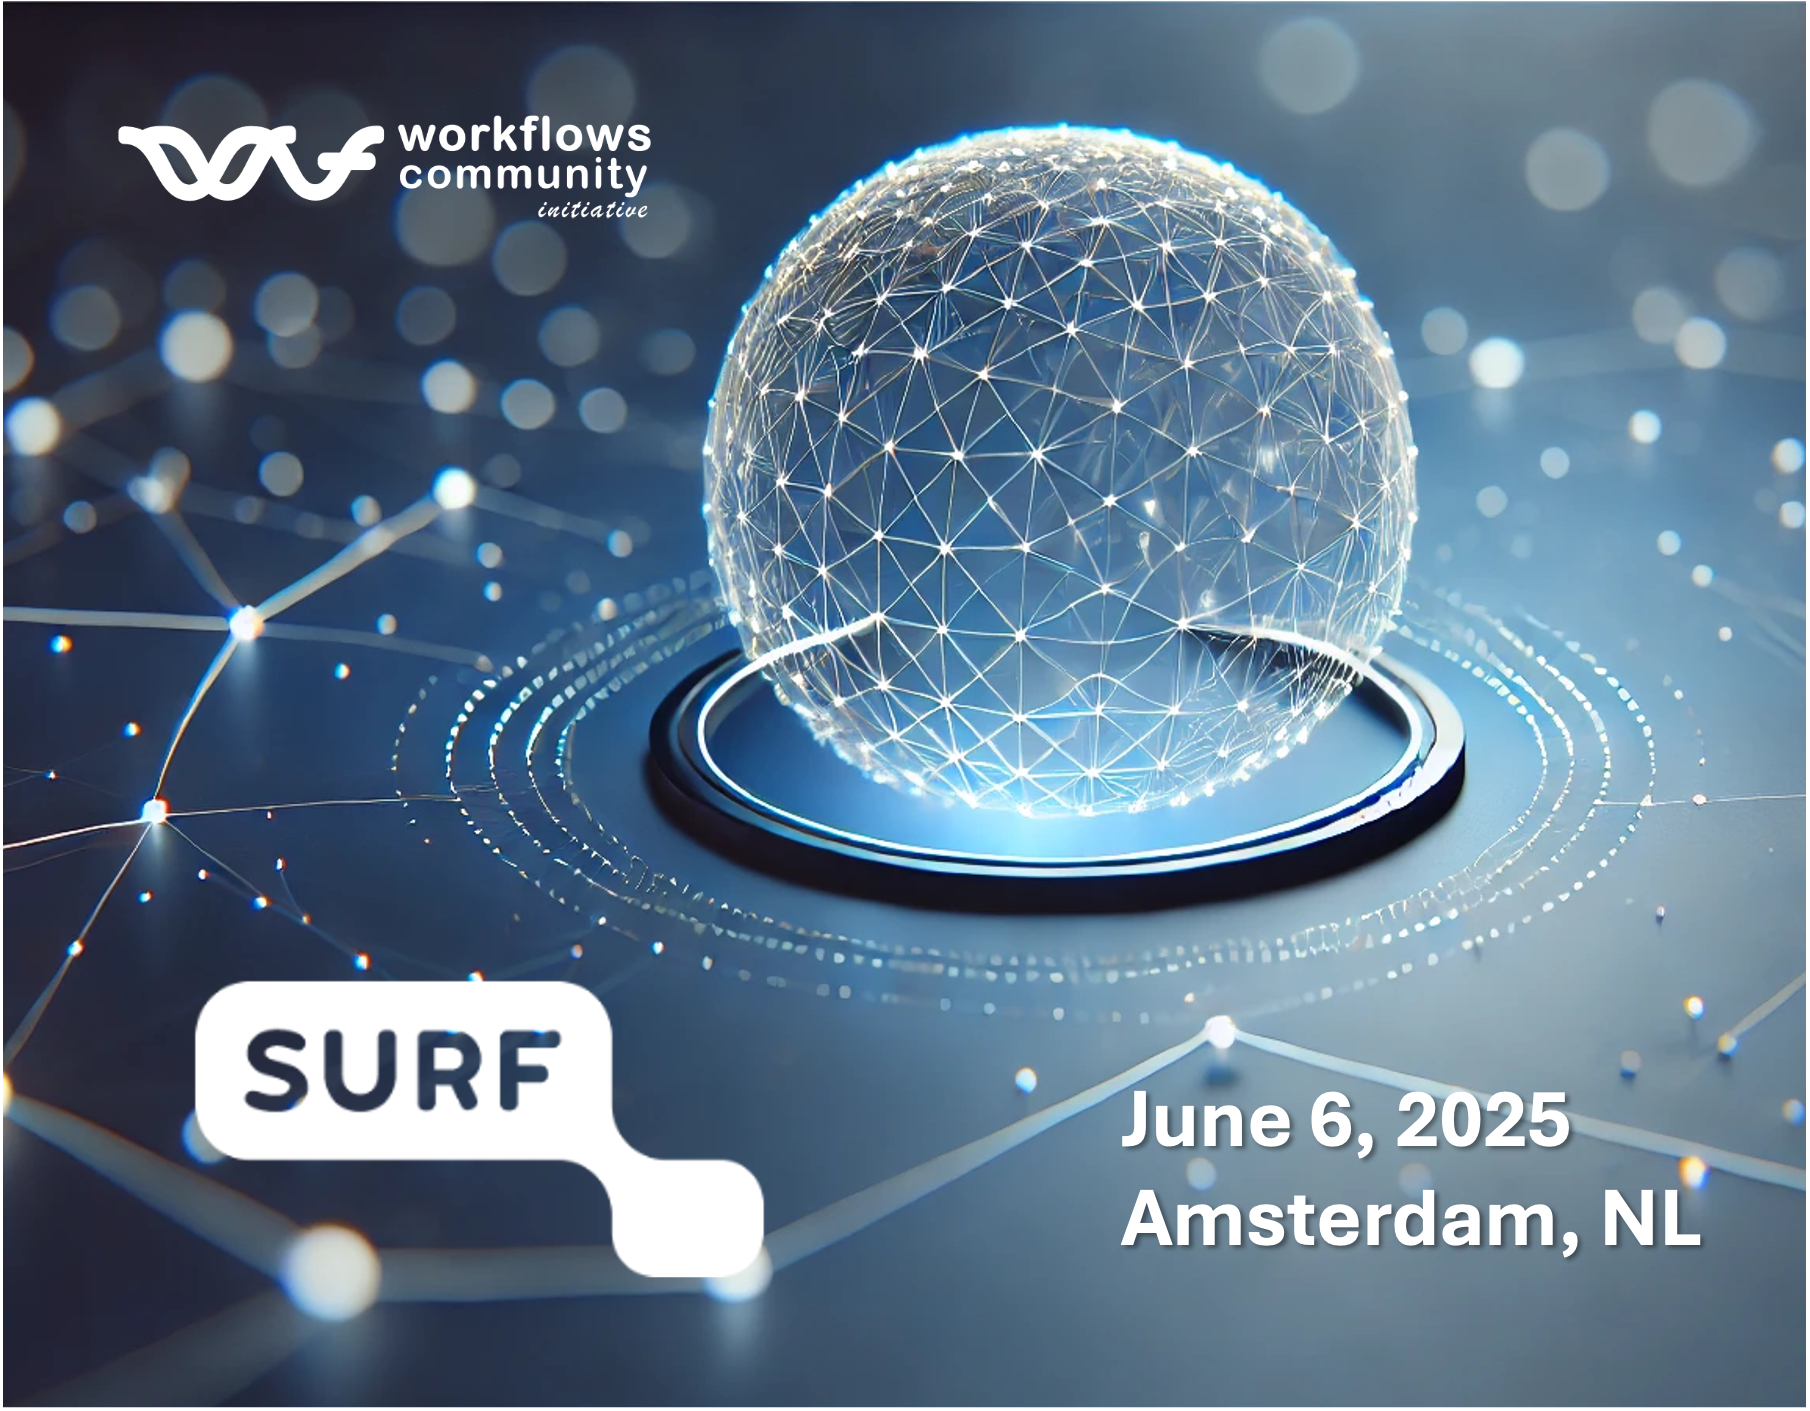 workflows
community
initiative
SURF
June 6, 2025
Amsterdam, NL